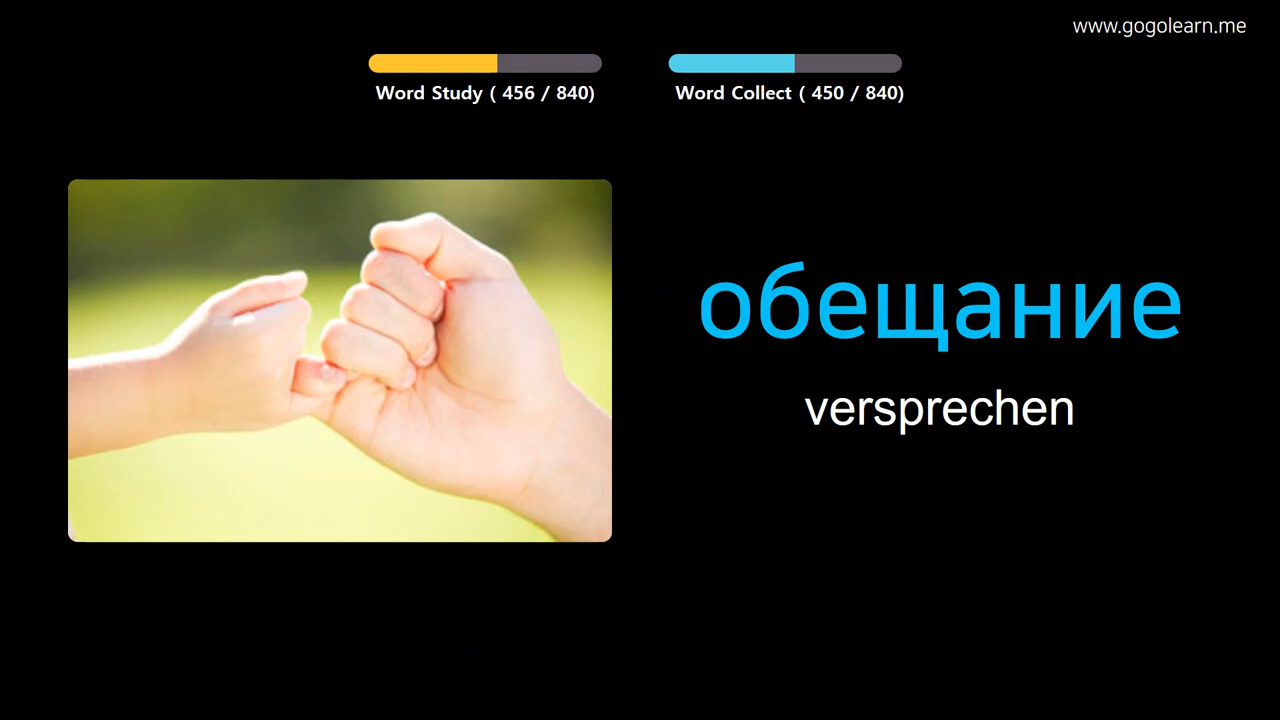 www.gogolearn.me
Word Study ( 456 / 840)
Word Collect ( 450 / 840)
обещание
versprechen